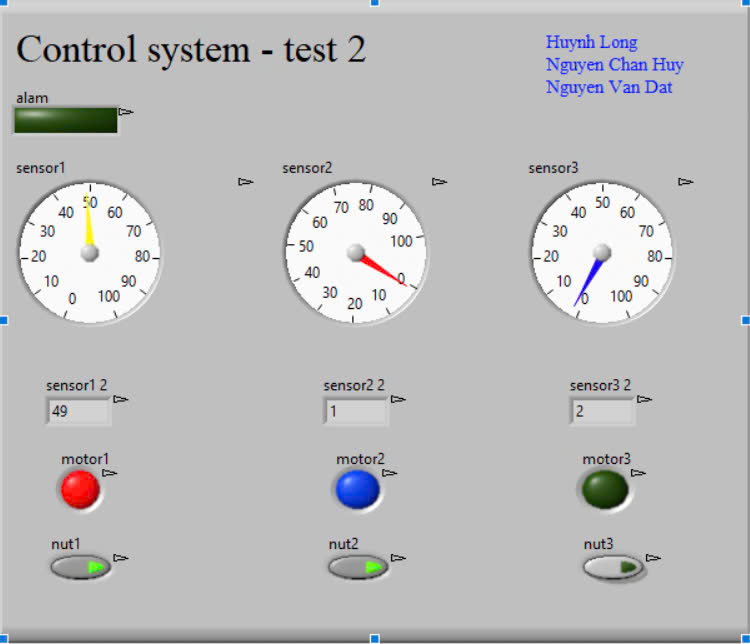 Control system - test 2
Huynh Long
Nguyen Chan Huy
Nguyen Van Dat
alam
sensor1
sensor2
sensor3
0 10 20 30 40 50 60 70 80 90 100
0 10 20 30 40 50 60 70 80 90 100
0 10 20 30 40 50 60 70 80 90 100
sensor1 2
sensor2 2
sensor3 2
49
1
2
motor1
motor2
motor3
nut1
nut2
nut3